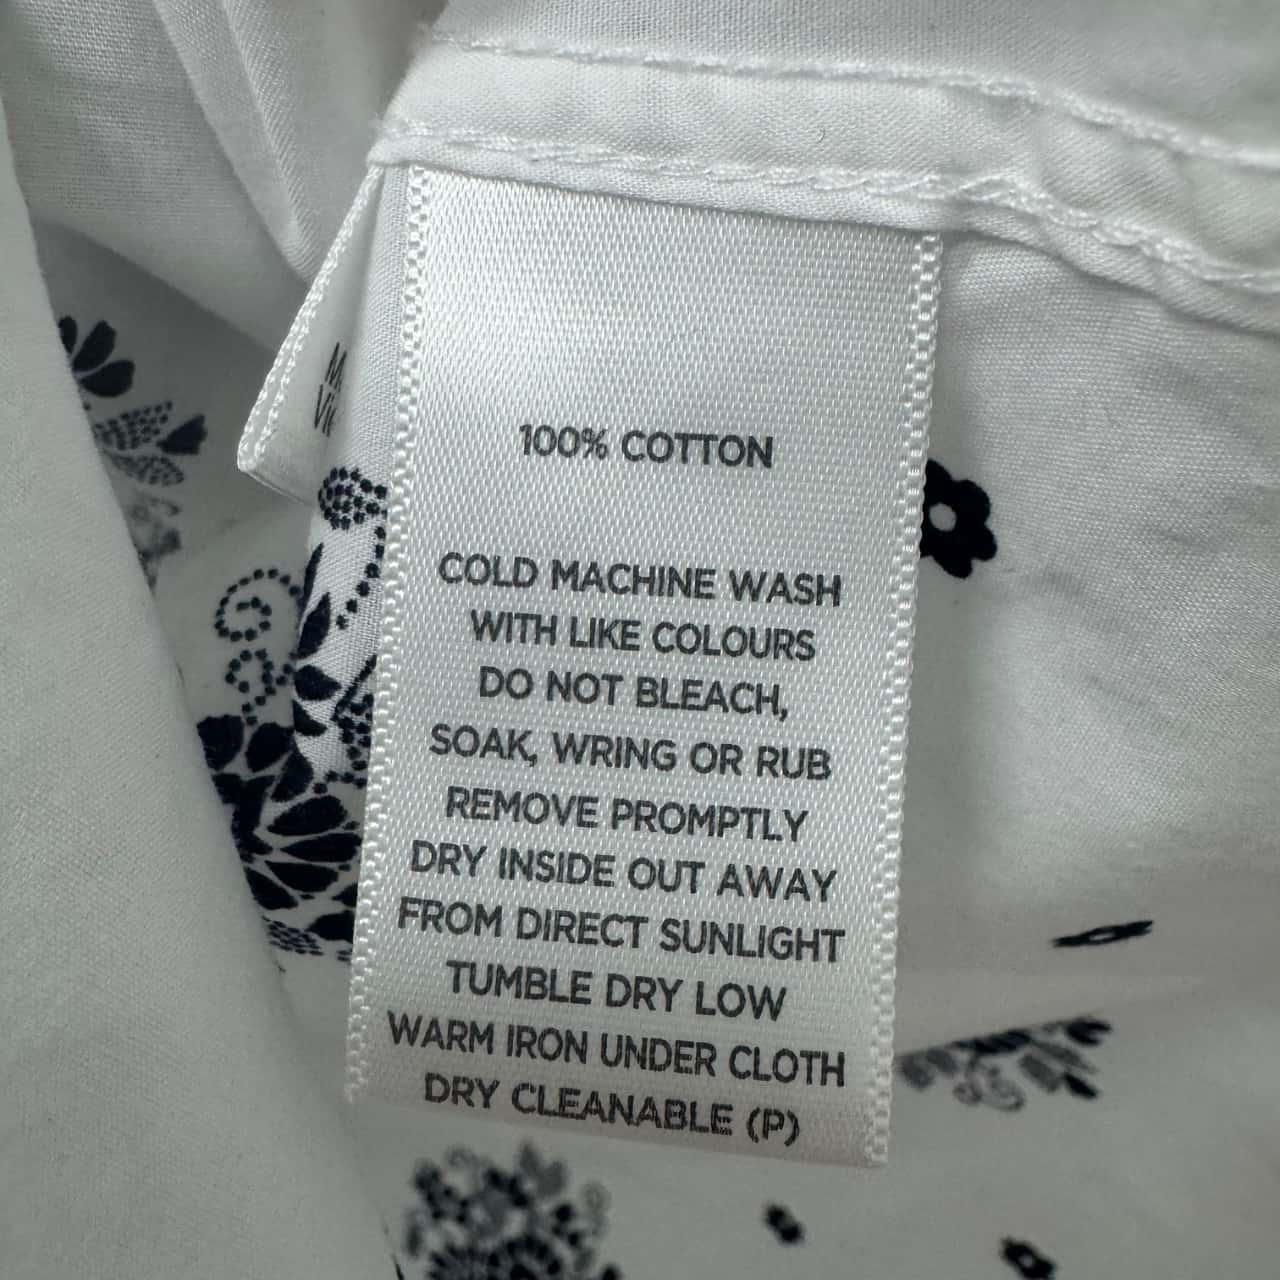 100% COTTON
COLD MACHINE WASH
WITH LIKE COLOURS
DO NOT BLEACH,
SOAK, WRING OR RUB
REMOVE PROMPTLY
DRY INSIDE OUT AWAY
FROM DIRECT SUNLIGHT
TUMBLE DRY LOW
WARM IRON UNDER CLOTH
DRY CLEANABLE (P)